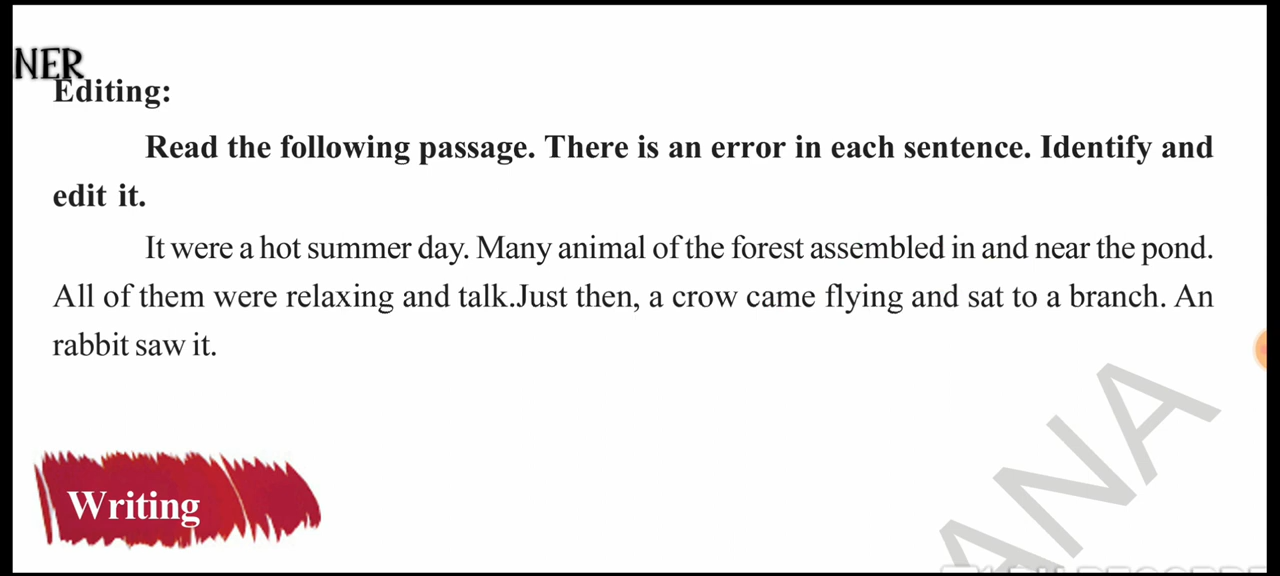 NER
Editing:
Read the following passage. There is an error in each sentence. Identify and
edit it.
It were a hot summer day. Many animal of the forest assembled in and near the pond.
All of them were relaxing and talk.Just then, a crow came flying and sat to a branch. An
rabbit saw it.
ANA
Writing